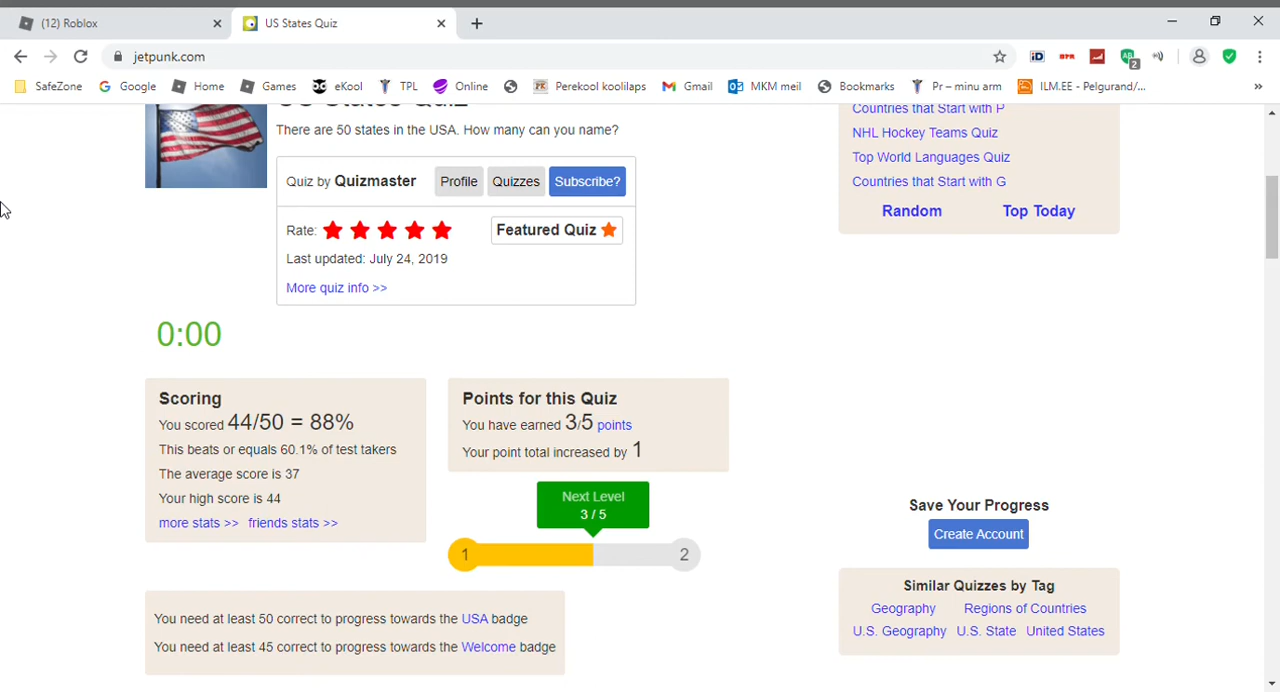 (12) Roblox
US States Quiz
jetpunk.com
2
SafeZone
Google
Home
Games
eKool
TPL
Online
Perekool koolilaps
Gmail
MKM meil
Bookmarks
Pr – minu arm
ILM.EE - Pelgurand/...
»
US States Quiz
There are 50 states in the USA. How many can you name?
Quiz by Quizmaster
Profile
Quizzes
Subscribe?
Rate:
Featured Quiz
Last updated: July 24, 2019
More quiz info >>
Countries that Start with P
NHL Hockey Teams Quiz
Top World Languages Quiz
Countries that Start with G
Random
Top Today
0:00
Scoring
You scored 44/50 = 88%
This beats or equals 60.1% of test takers
The average score is 37
Your high score is 44
more stats >> friends stats >>
Points for this Quiz
You have earned 3/5 points
Your point total increased by 1
Next Level
3 / 5
1
2
Save Your Progress
Create Account
Similar Quizzes by Tag
Geography Regions of Countries
U.S. Geography U.S. State United States
You need at least 50 correct to progress towards the USA badge
You need at least 45 correct to progress towards the Welcome badge